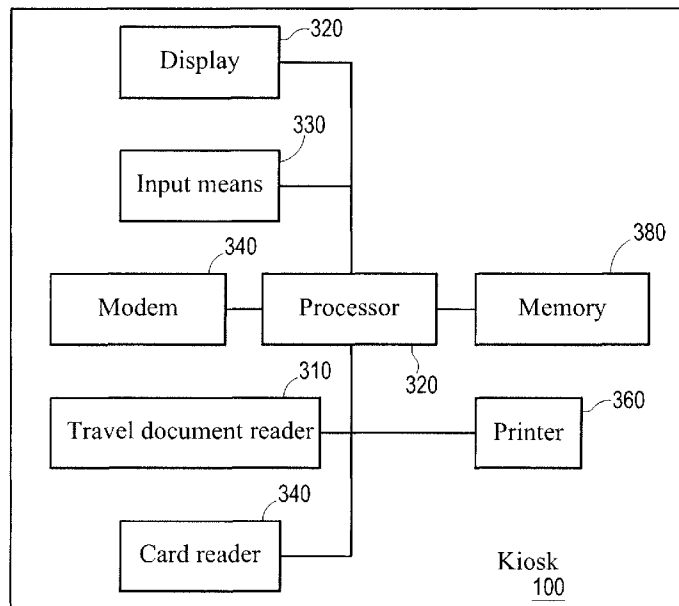 320
Display
330
Input means
340
380
Modem
Processor
Memory
310
320
360
Travel document reader
Printer
340
Card reader
Kiosk
100